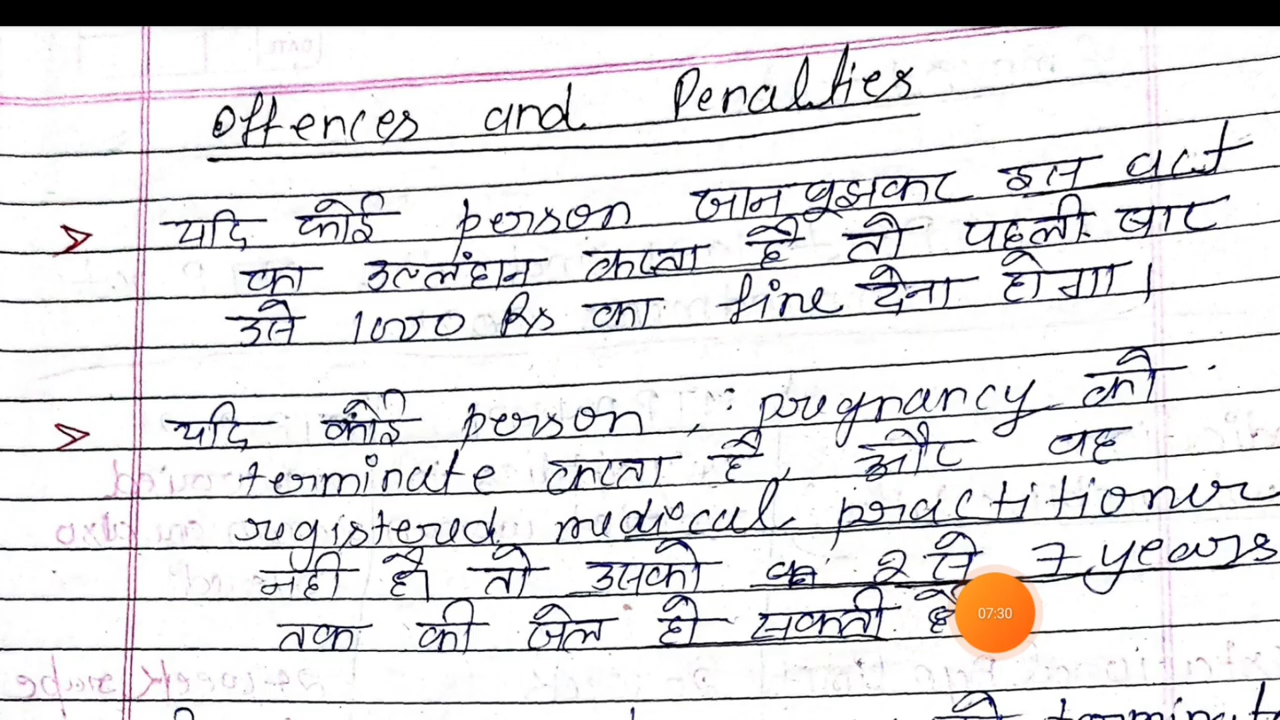 Offences and Penalties
> यदि कोई person जानबुझकर इस act
का उल्लंघन करता है तो पहली बार
उसे 1000 Rs का fine देना होगा।
> यदि कोई person, pregnancy को
terminate करता है, और वह
registered medical practitioner
नही है तो उसको 2 से 7 years
तक की जेल हो सकती है
07:30
terminate